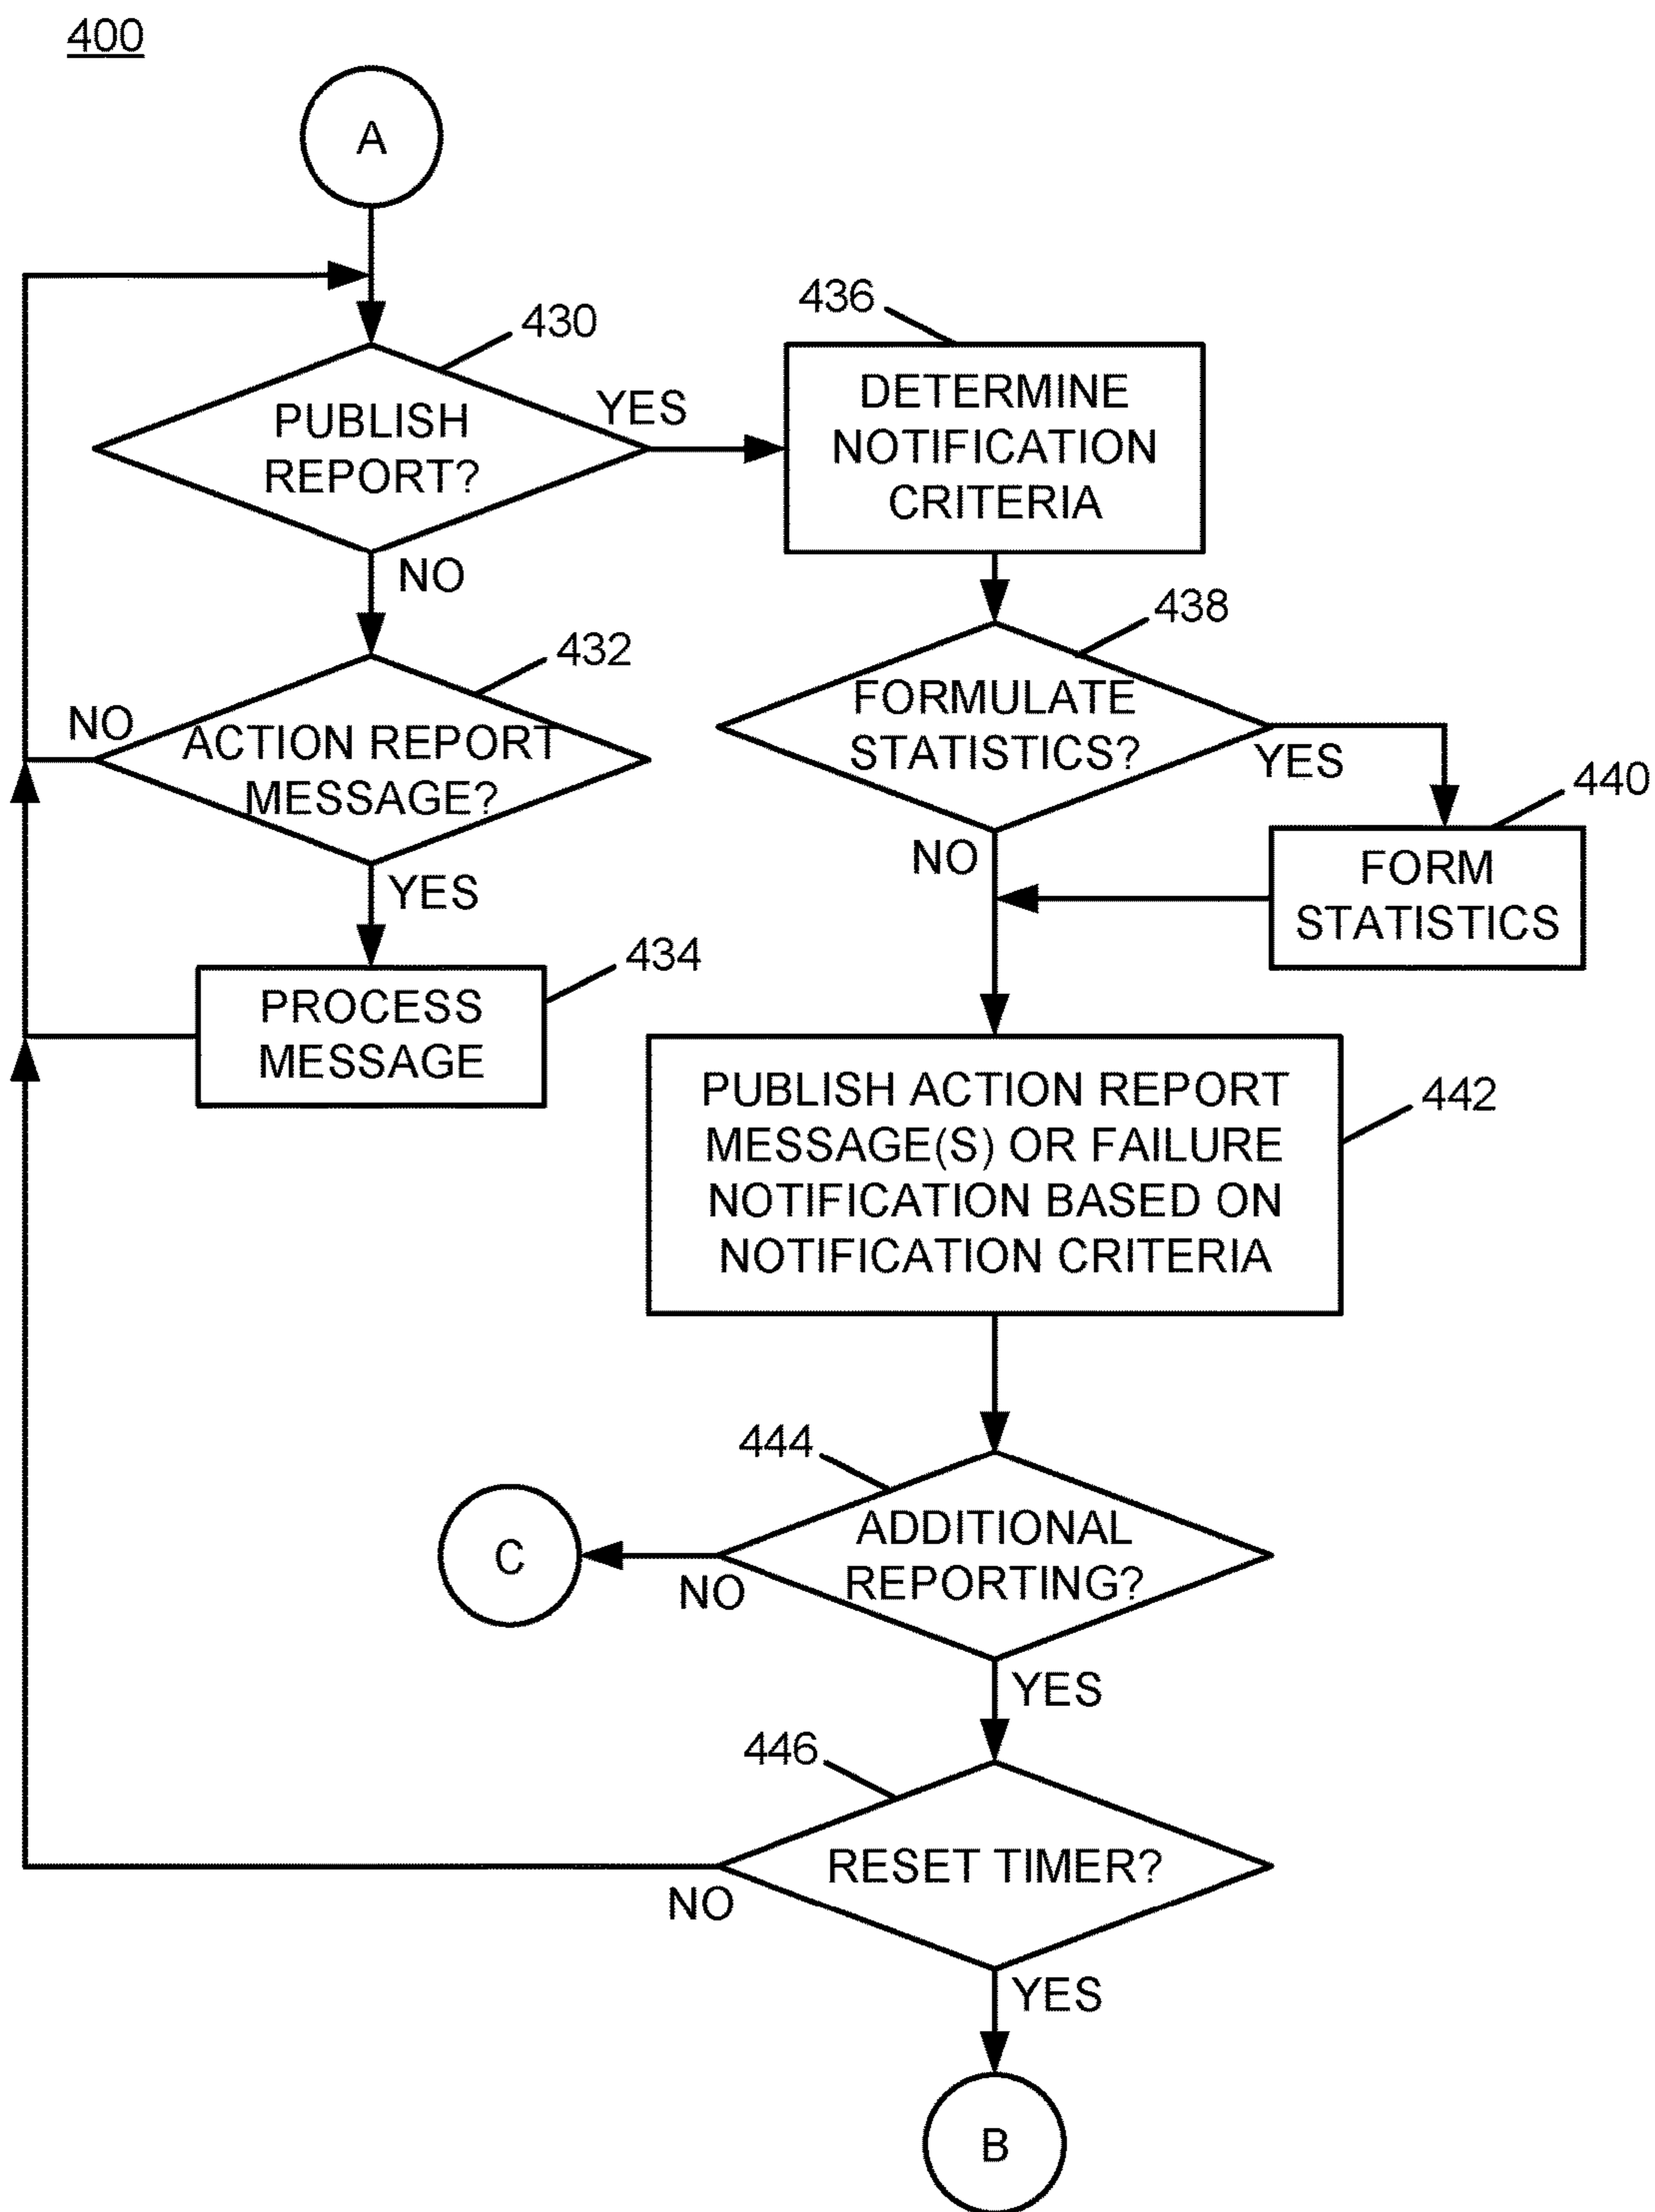 400
A
430
PUBLISH
REPORT?
YES
NO
436
DETERMINE
NOTIFICATION
CRITERIA
432
NO
ACTION REPORT
MESSAGE?
YES
438
FORMULATE
STATISTICS?
YES
NO
440
FORM
STATISTICS
434
PROCESS
MESSAGE
442
PUBLISH ACTION REPORT
MESSAGE(S) OR FAILURE
NOTIFICATION BASED ON
NOTIFICATION CRITERIA
444
ADDITIONAL
REPORTING?
NO
C
YES
446
RESET TIMER?
NO
YES
B